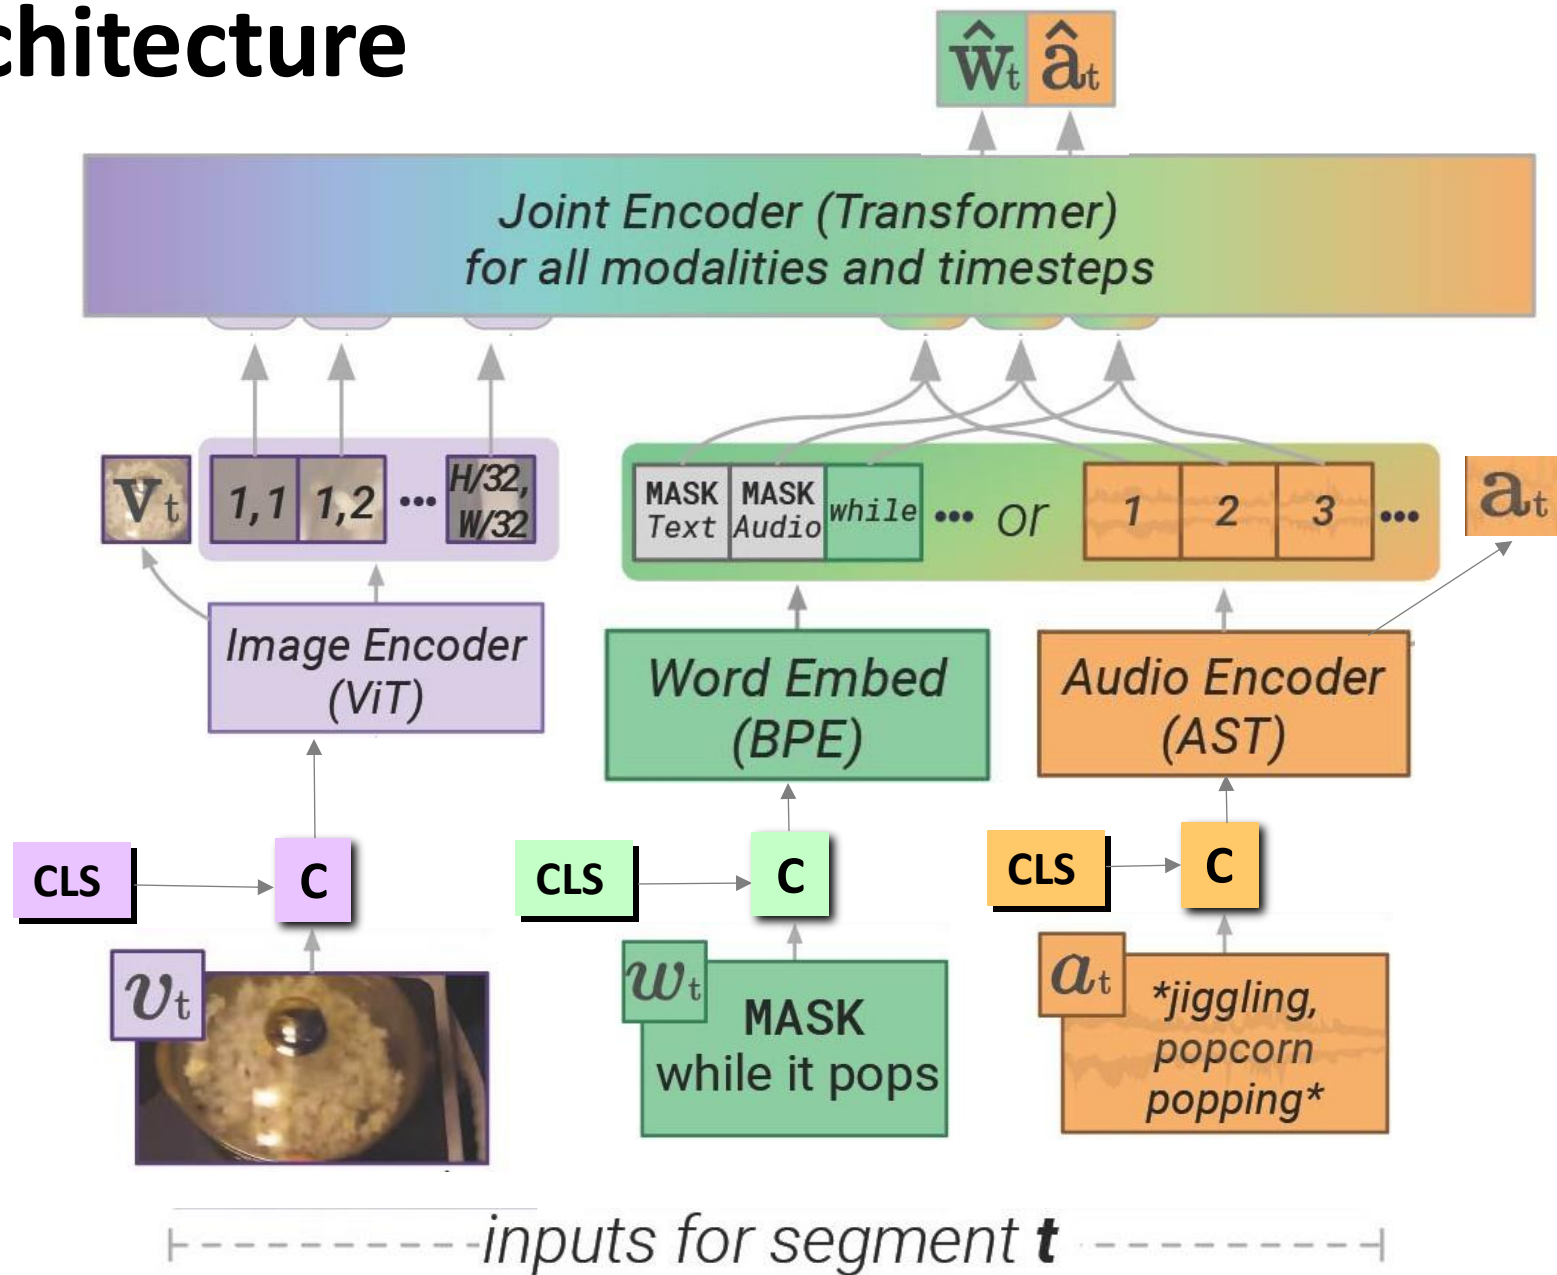 chitecture
ŵt ât
Joint Encoder (Transformer)
for all modalities and timesteps
vt 1,1 1,2 ••• H/32, W/32
MASK Text MASK Audio while ••• or 1 2 3 •••
at
Image Encoder
(ViT)
Word Embed
(BPE)
Audio Encoder
(AST)
CLS C
CLS C
CLS C
vt
wt
MASK
while it pops
at
*jiggling,
popcorn
popping*
inputs for segment t